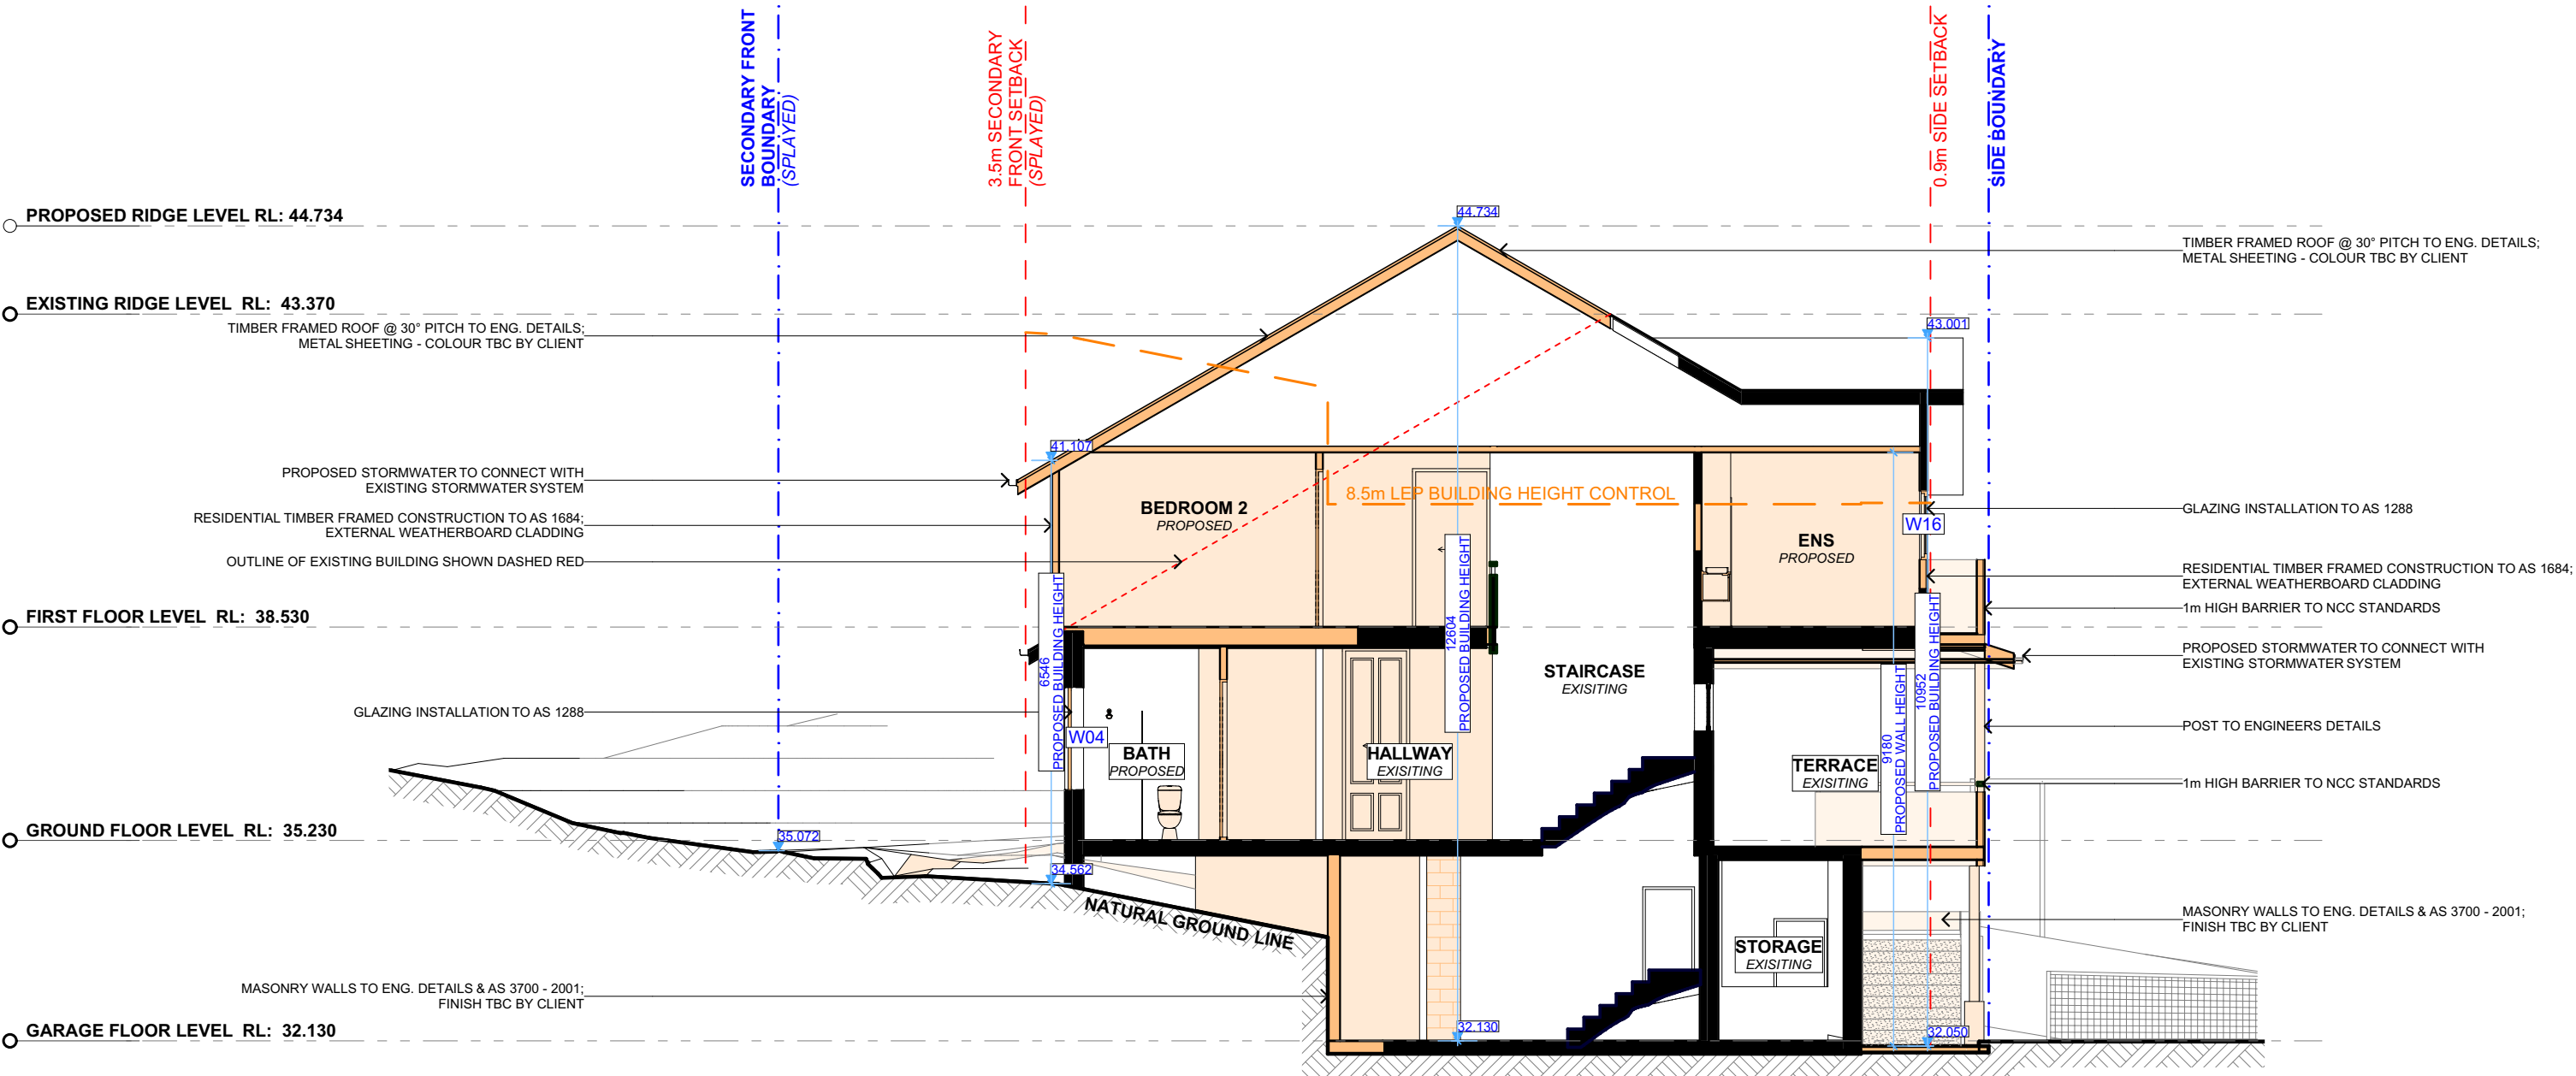 SECONDARY FRONT
BOUNDARY
(SPLAYED)
3.5m SECONDARY
FRONT SETBACK
(SPLAYED)
0.9m SIDE SETBACK
SIDE BOUNDARY
PROPOSED RIDGE LEVEL RL: 44.734
44.734
TIMBER FRAMED ROOF @ 30° PITCH TO ENG. DETAILS;
METAL SHEETING - COLOUR TBC BY CLIENT
EXISTING RIDGE LEVEL RL: 43.370
43.001
TIMBER FRAMED ROOF @ 30° PITCH TO ENG. DETAILS;
METAL SHEETING - COLOUR TBC BY CLIENT
41.107
PROPOSED STORMWATER TO CONNECT WITH
EXISTING STORMWATER SYSTEM
8.5m LEP BUILDING HEIGHT CONTROL
BEDROOM 2
PROPOSED
GLAZING INSTALLATION TO AS 1288
W16
RESIDENTIAL TIMBER FRAMED CONSTRUCTION TO AS 1684;
EXTERNAL WEATHERBOARD CLADDING
ENS
PROPOSED
OUTLINE OF EXISTING BUILDING SHOWN DASHED RED
RESIDENTIAL TIMBER FRAMED CONSTRUCTION TO AS 1684;
EXTERNAL WEATHERBOARD CLADDING
1m HIGH BARRIER TO NCC STANDARDS
FIRST FLOOR LEVEL RL: 38.530
6546
PROPOSED BUILDING HEIGHT
12604
PROPOSED BUILDING HEIGHT
9180
PROPOSED WALL HEIGHT
10952
PROPOSED BUILDING HEIGHT
PROPOSED STORMWATER TO CONNECT WITH
EXISTING STORMWATER SYSTEM
STAIRCASE
EXISITING
GLAZING INSTALLATION TO AS 1288
W04
POST TO ENGINEERS DETAILS
BATH
PROPOSED
HALLWAY
EXISITING
TERRACE
EXISITING
1m HIGH BARRIER TO NCC STANDARDS
GROUND FLOOR LEVEL RL: 35.230
35.072
34.562
NATURAL GROUND LINE
MASONRY WALLS TO ENG. DETAILS & AS 3700 - 2001;
FINISH TBC BY CLIENT
STORAGE
EXISITING
MASONRY WALLS TO ENG. DETAILS & AS 3700 - 2001;
FINISH TBC BY CLIENT
GARAGE FLOOR LEVEL RL: 32.130
32.130
32.050